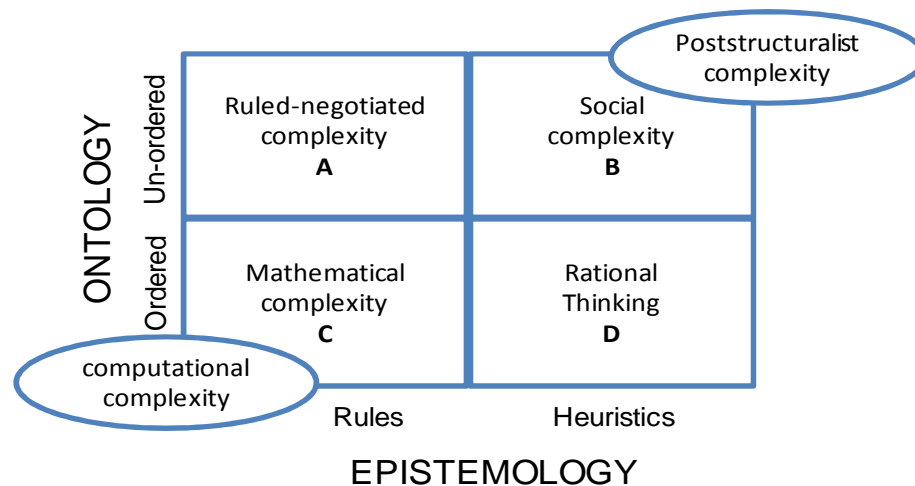 Poststructuralist
complexity
ONTOLOGY
Un-ordered
Ruled-negotiated
complexity
A
Social
complexity
B
Ordered
Mathematical
complexity
C
Rational
Thinking
D
computational
complexity
Rules
Heuristics
EPISTEMOLOGY